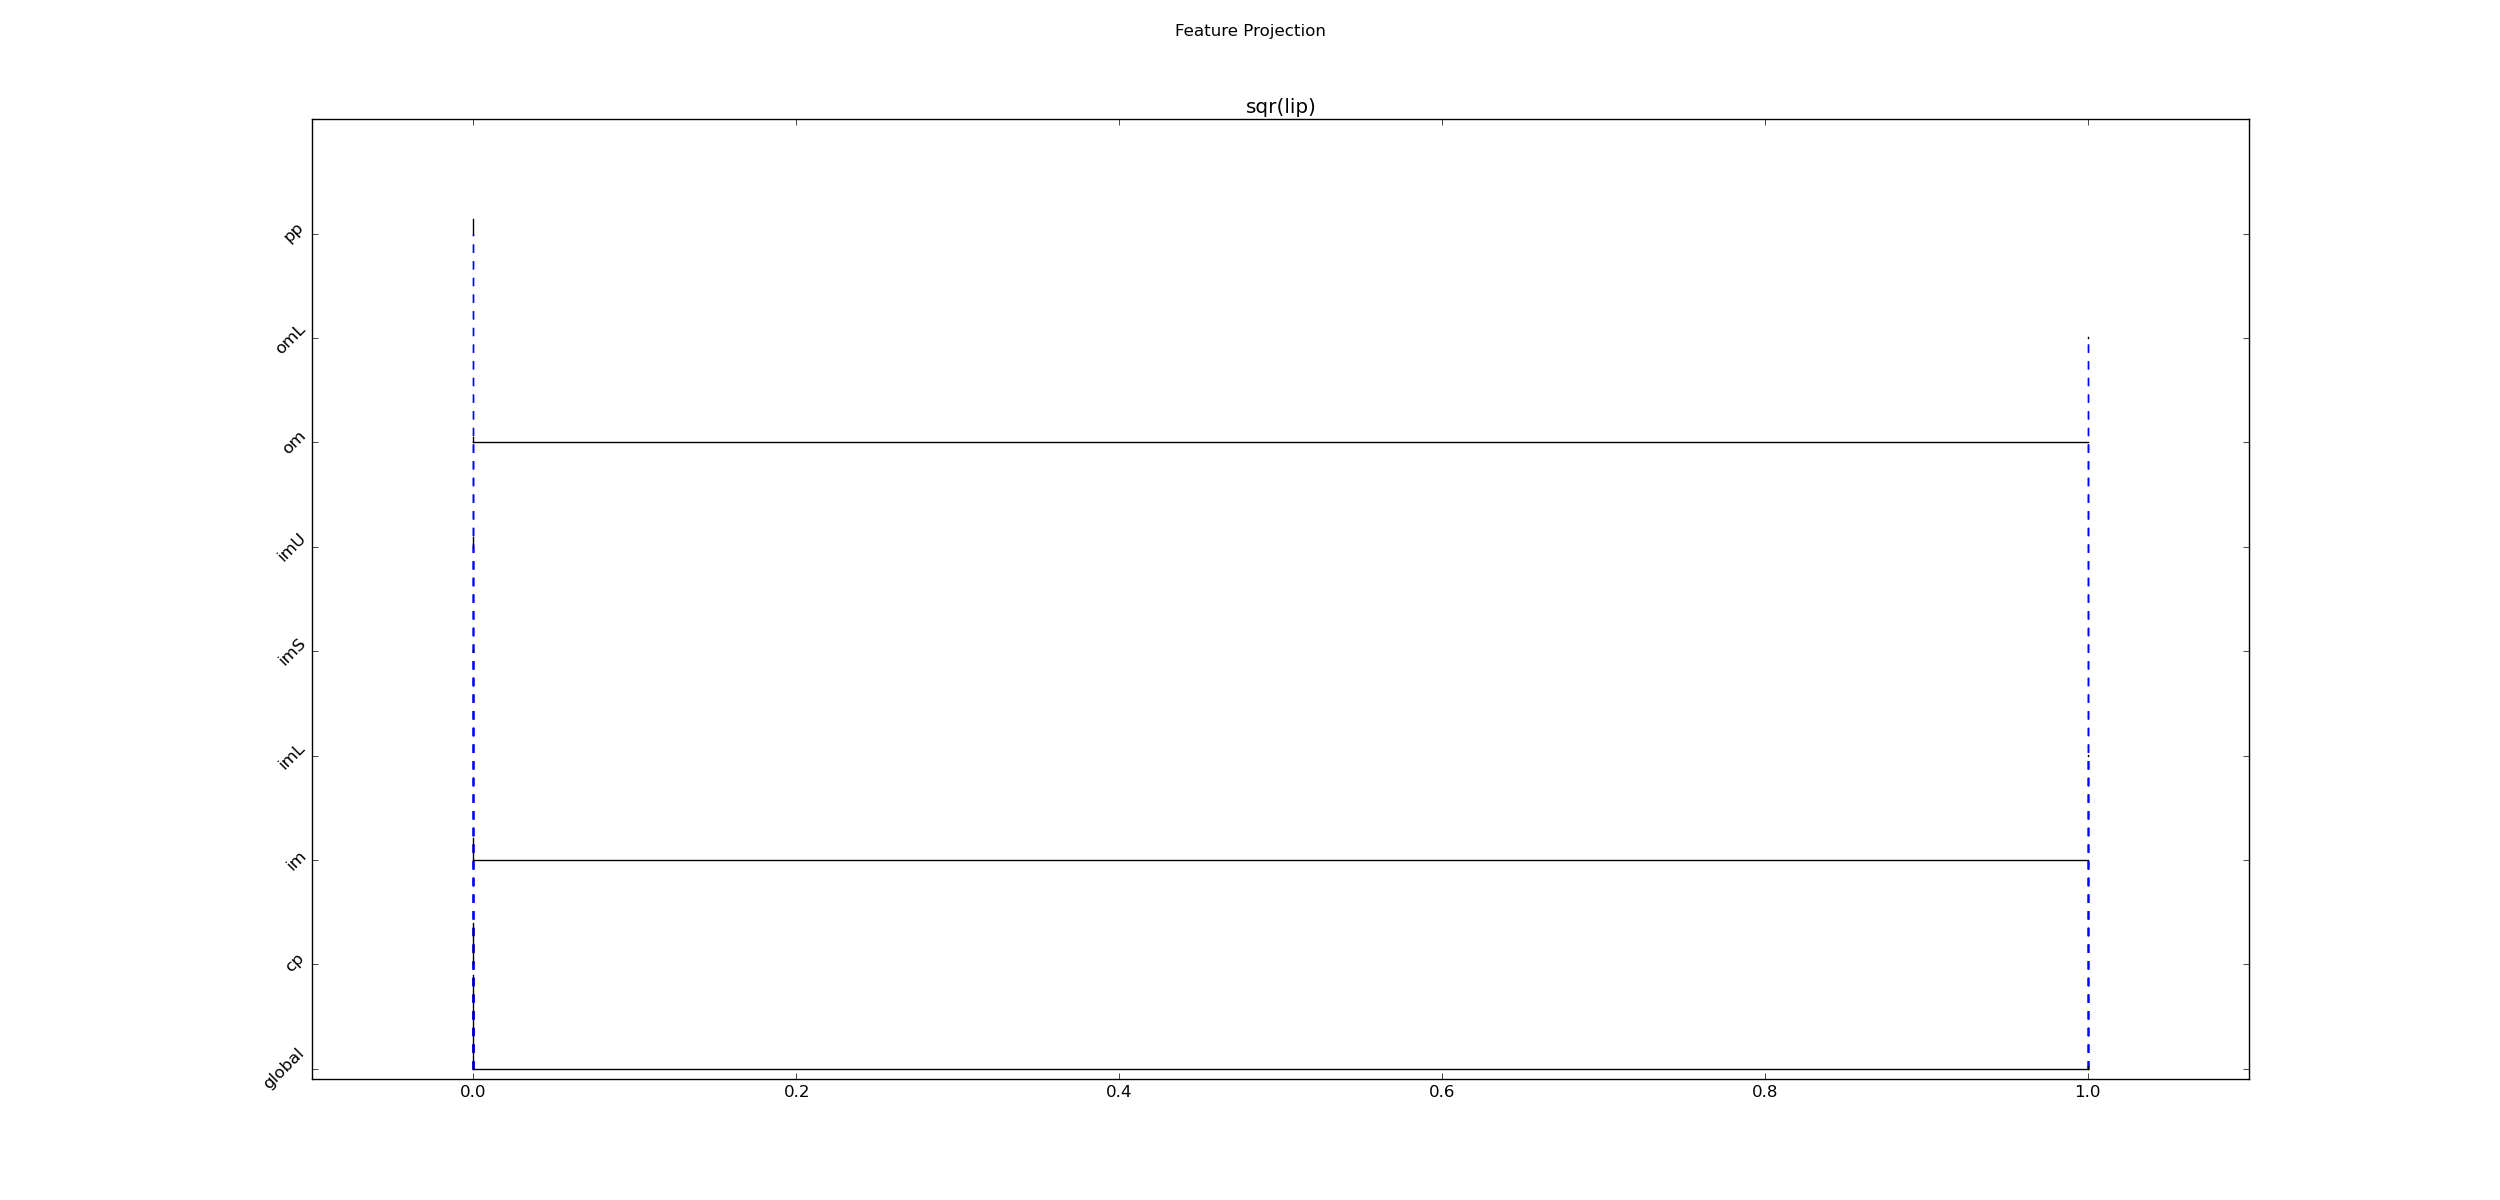 Feature Projection
sqr(lip)
pp
omL
om
imU
imS
imL
im
cp
global
0.0 0.2 0.4 0.6 0.8 1.0